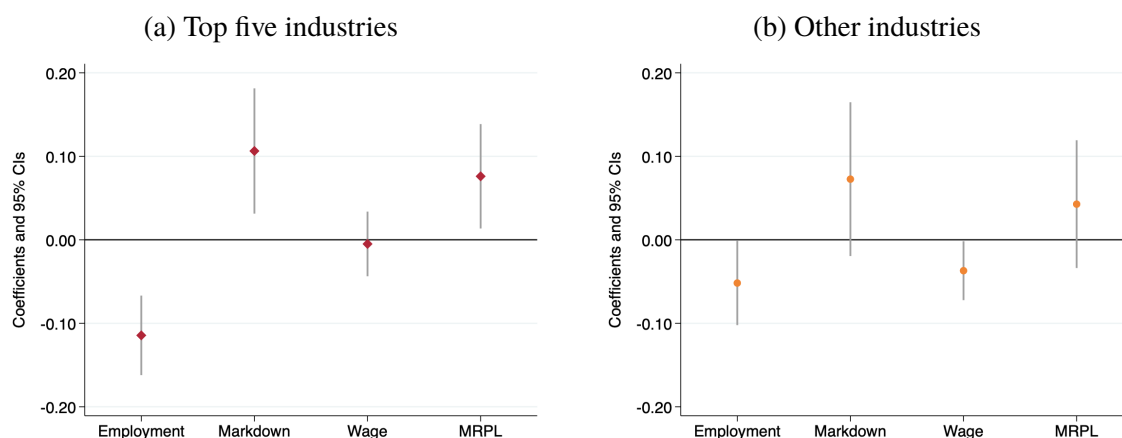 (a) Top five industries
Coefficients and 95% CIs
0.20
0.10
0.00
-0.10
-0.20
Employment Markdown Wage MRPL
(b) Other industries
Coefficients and 95% CIs
0.20
0.10
0.00
-0.10
-0.20
Employment Markdown Wage MRPL